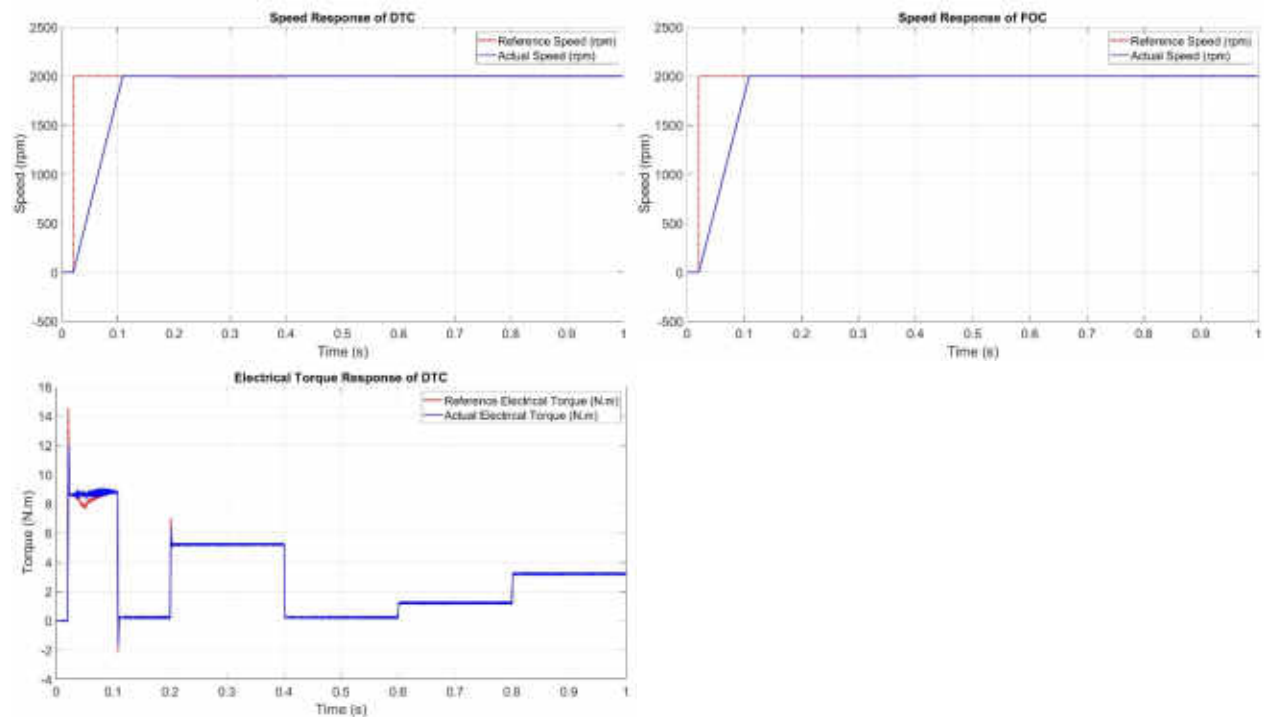 Speed Response of DTC
2500
2000
1500
1000
500
0
-500
Speed (rpm)
Reference Speed (rpm)
Actual Speed (rpm)
0 0.1 0.2 0.3 0.4 0.5 0.6 0.7 0.8 0.9 1
Time (s)
Speed Response of FOC
2500
2000
1500
1000
500
0
-500
Speed (rpm)
Reference Speed (rpm)
Actual Speed (rpm)
0 0.1 0.2 0.3 0.4 0.5 0.6 0.7 0.8 0.9 1
Time (s)
Electrical Torque Response of DTC
16
14
12
10
8
6
4
2
0
-2
-4
Torque (N.m)
Reference Electrical Torque (N.m)
Actual Electrical Torque (N.m)
0 0.1 0.2 0.3 0.4 0.5 0.6 0.7 0.8 0.9 1
Time (s)